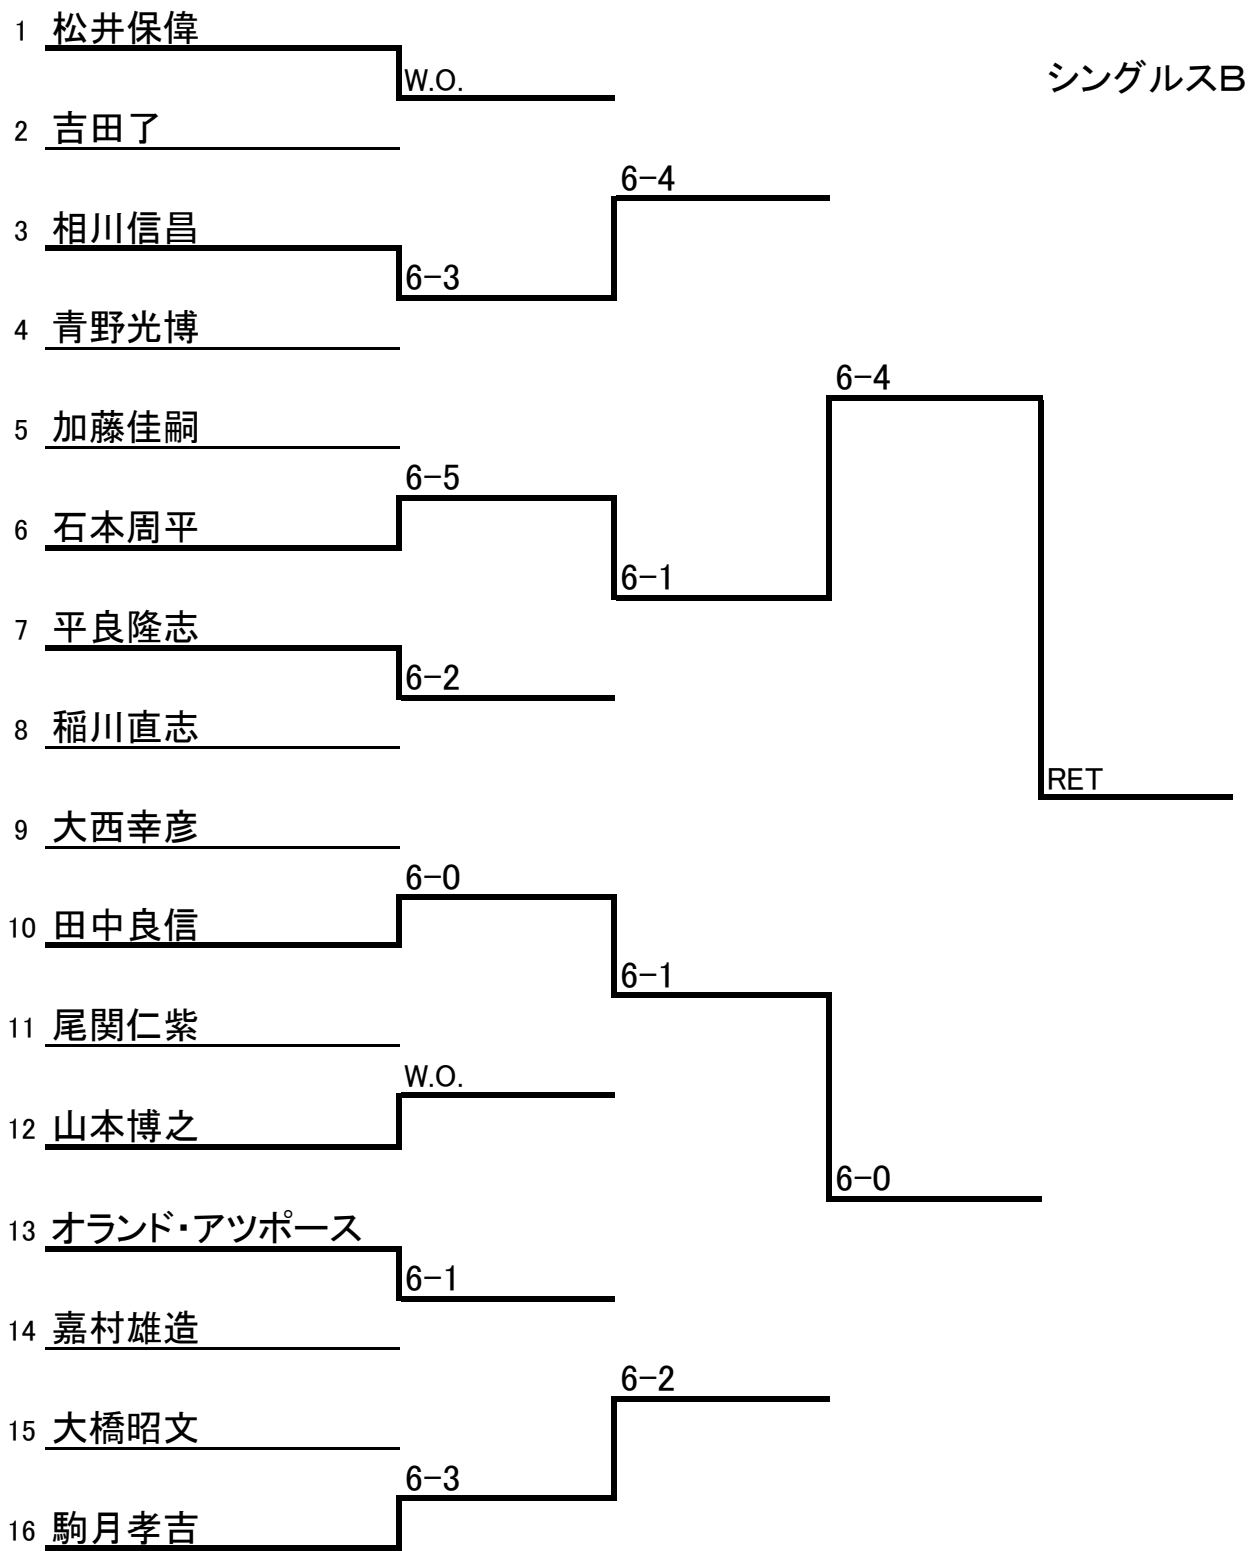 1 松井保偉
W.O.
シングルスB
2 吉田了
6-4
3 相川信昌
6-3
4 青野光博
6-4
5 加藤佳嗣
6-5
6 石本周平
6-1
7 平良隆志
6-2
8 稲川直志
RET
9 大西幸彦
6-0
10 田中良信
6-1
11 尾関仁紫
W.O.
12 山本博之
6-0
13 オランド・アツポース
6-1
14 嘉村雄造
6-2
15 大橋昭文
6-3
16 駒月孝吉